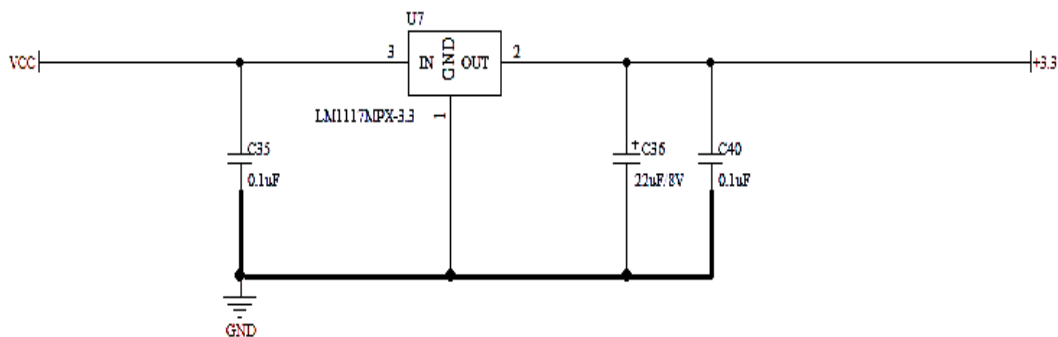 U7
VCC
3
IN
GND
OUT
2
+3.3
LM1117MPX-3.3
1
C35
0.1uF
+
C36
22uF/8V
C40
0.1uF
GND